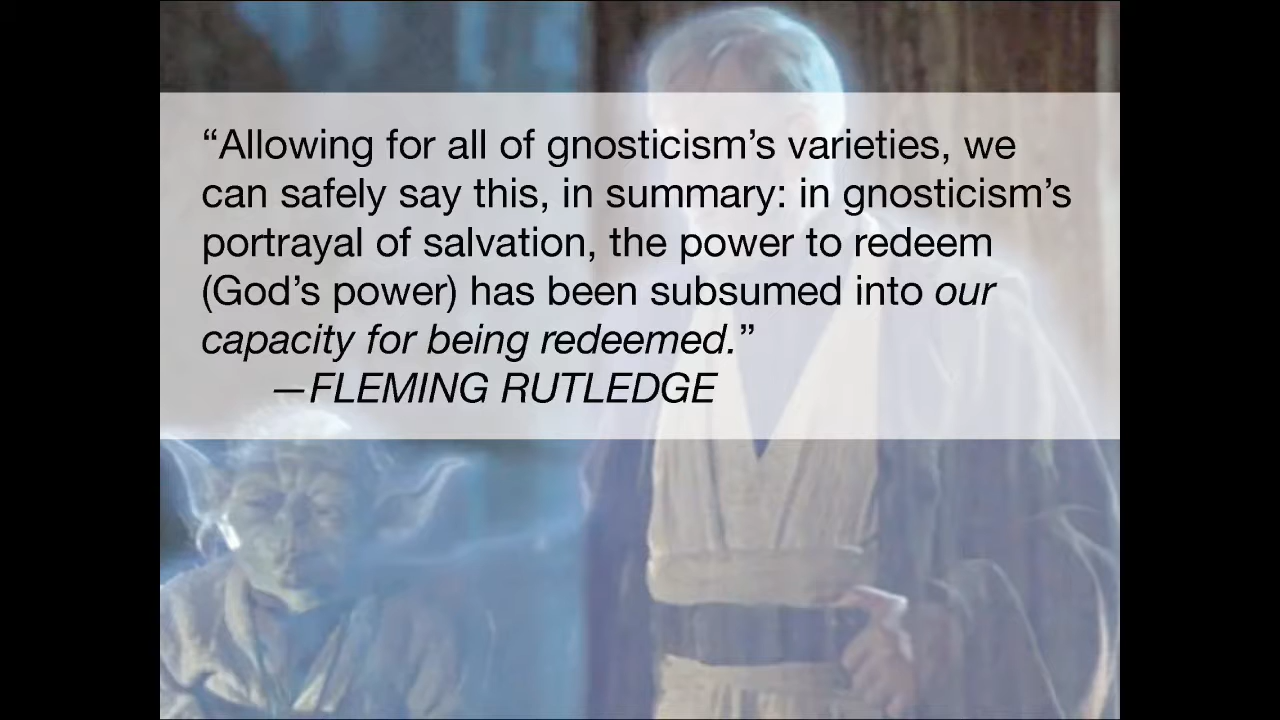 “Allowing for all of gnosticism’s varieties, we
can safely say this, in summary: in gnosticism’s
portrayal of salvation, the power to redeem
(God’s power) has been subsumed into our
capacity for being redeemed.”
—FLEMING RUTLEDGE